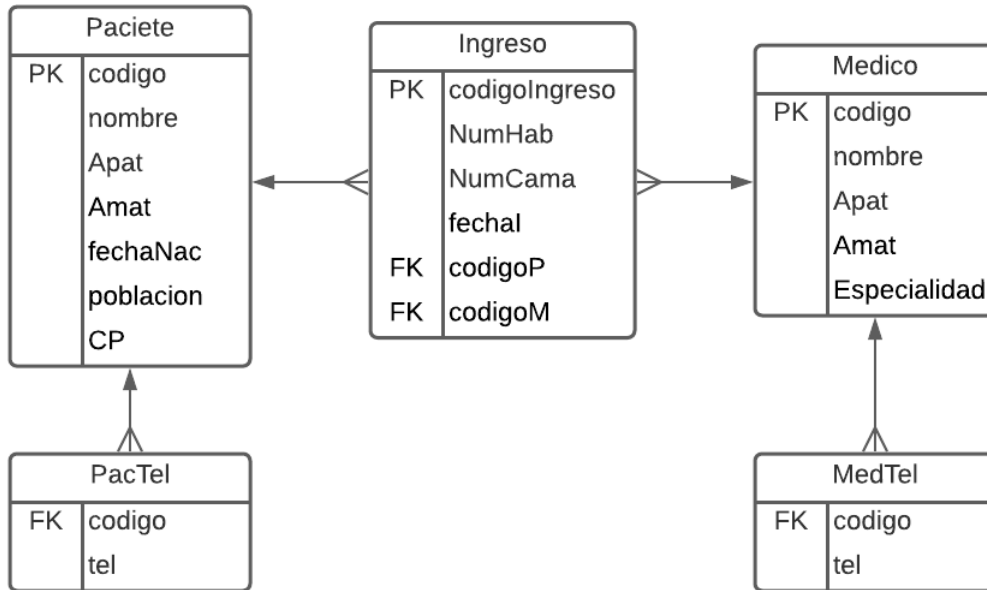 Paciete
PK codigo
nombre
Apat
Amat
fechaNac
poblacion
CP
Ingreso
PK codigoIngreso
NumHab
NumCama
fechaI
FK codigoP
FK codigoM
Medico
PK codigo
nombre
Apat
Amat
Especialidad
PacTel
FK codigo
tel
MedTel
FK codigo
tel